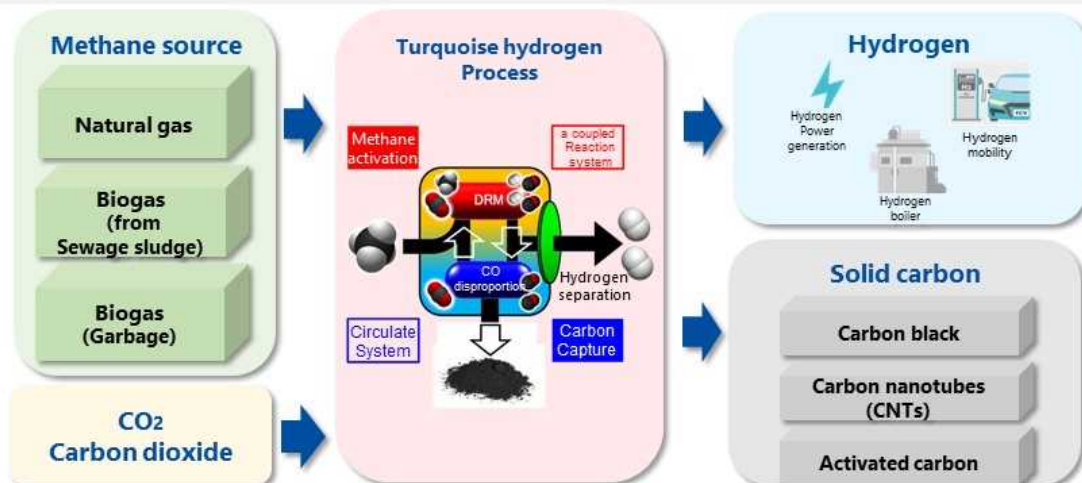 Methane source
Natural gas
Biogas
(from
Sewage sludge)
Biogas
(Garbage)
CO2
Carbon dioxide
Turquoise hydrogen
Process
Methane
activation
a coupled
Reaction
system
DRM
CO
disproportion
Hydrogen
separation
Circulate
System
Carbon
Capture
Hydrogen
Hydrogen
Power
generation
Hydrogen
mobility
Hydrogen
boiler
Solid carbon
Carbon black
Carbon nanotubes
(CNTs)
Activated carbon